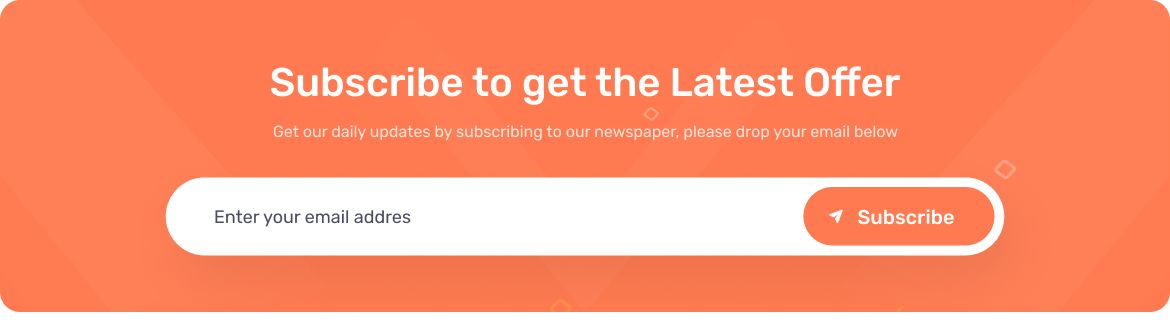 Subscribe to get the Latest Offer
Get our daily updates by subscribing to our newspaper, please drop your email below
Enter your email addres
Subscribe